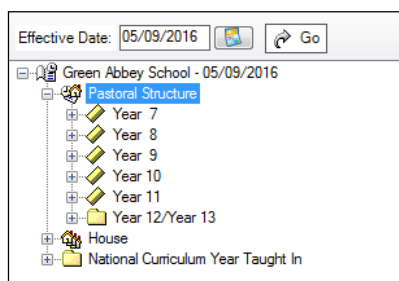 Effective Date: 05/09/2016 Go
Green Abbey School - 05/09/2016
Pastoral Structure
Year 7
Year 8
Year 9
Year 10
Year 11
Year 12/Year 13
House
National Curriculum Year Taught In